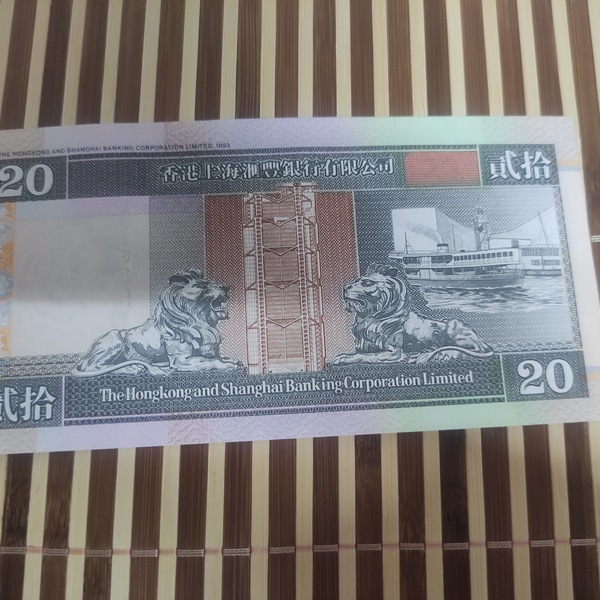 THE HONGKONG AND SHANGHAI BANKING CORPORATION LIMITED 1993
20
香港上海滙豐銀行有限公司
貳拾
貳拾
The Hongkong and Shanghai Banking Corporation Limited
20